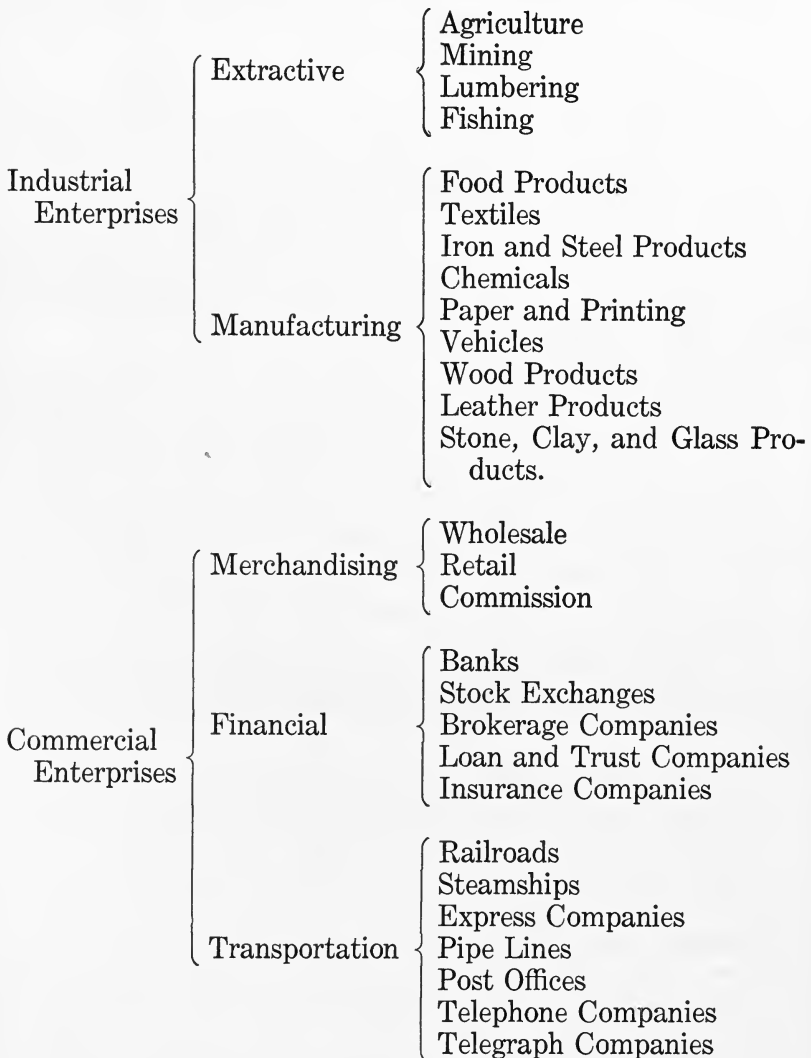 Industrial
Enterprises
Extractive
Agriculture
Mining
Lumbering
Fishing
Manufacturing
Food Products
Textiles
Iron and Steel Products
Chemicals
Paper and Printing
Vehicles
Wood Products
Leather Products
Stone, Clay, and Glass Pro-
ducts.
Commercial
Enterprises
Merchandising
Wholesale
Retail
Commission
Financial
Banks
Stock Exchanges
Brokerage Companies
Loan and Trust Companies
Insurance Companies
Transportation
Railroads
Steamships
Express Companies
Pipe Lines
Post Offices
Telephone Companies
Telegraph Companies